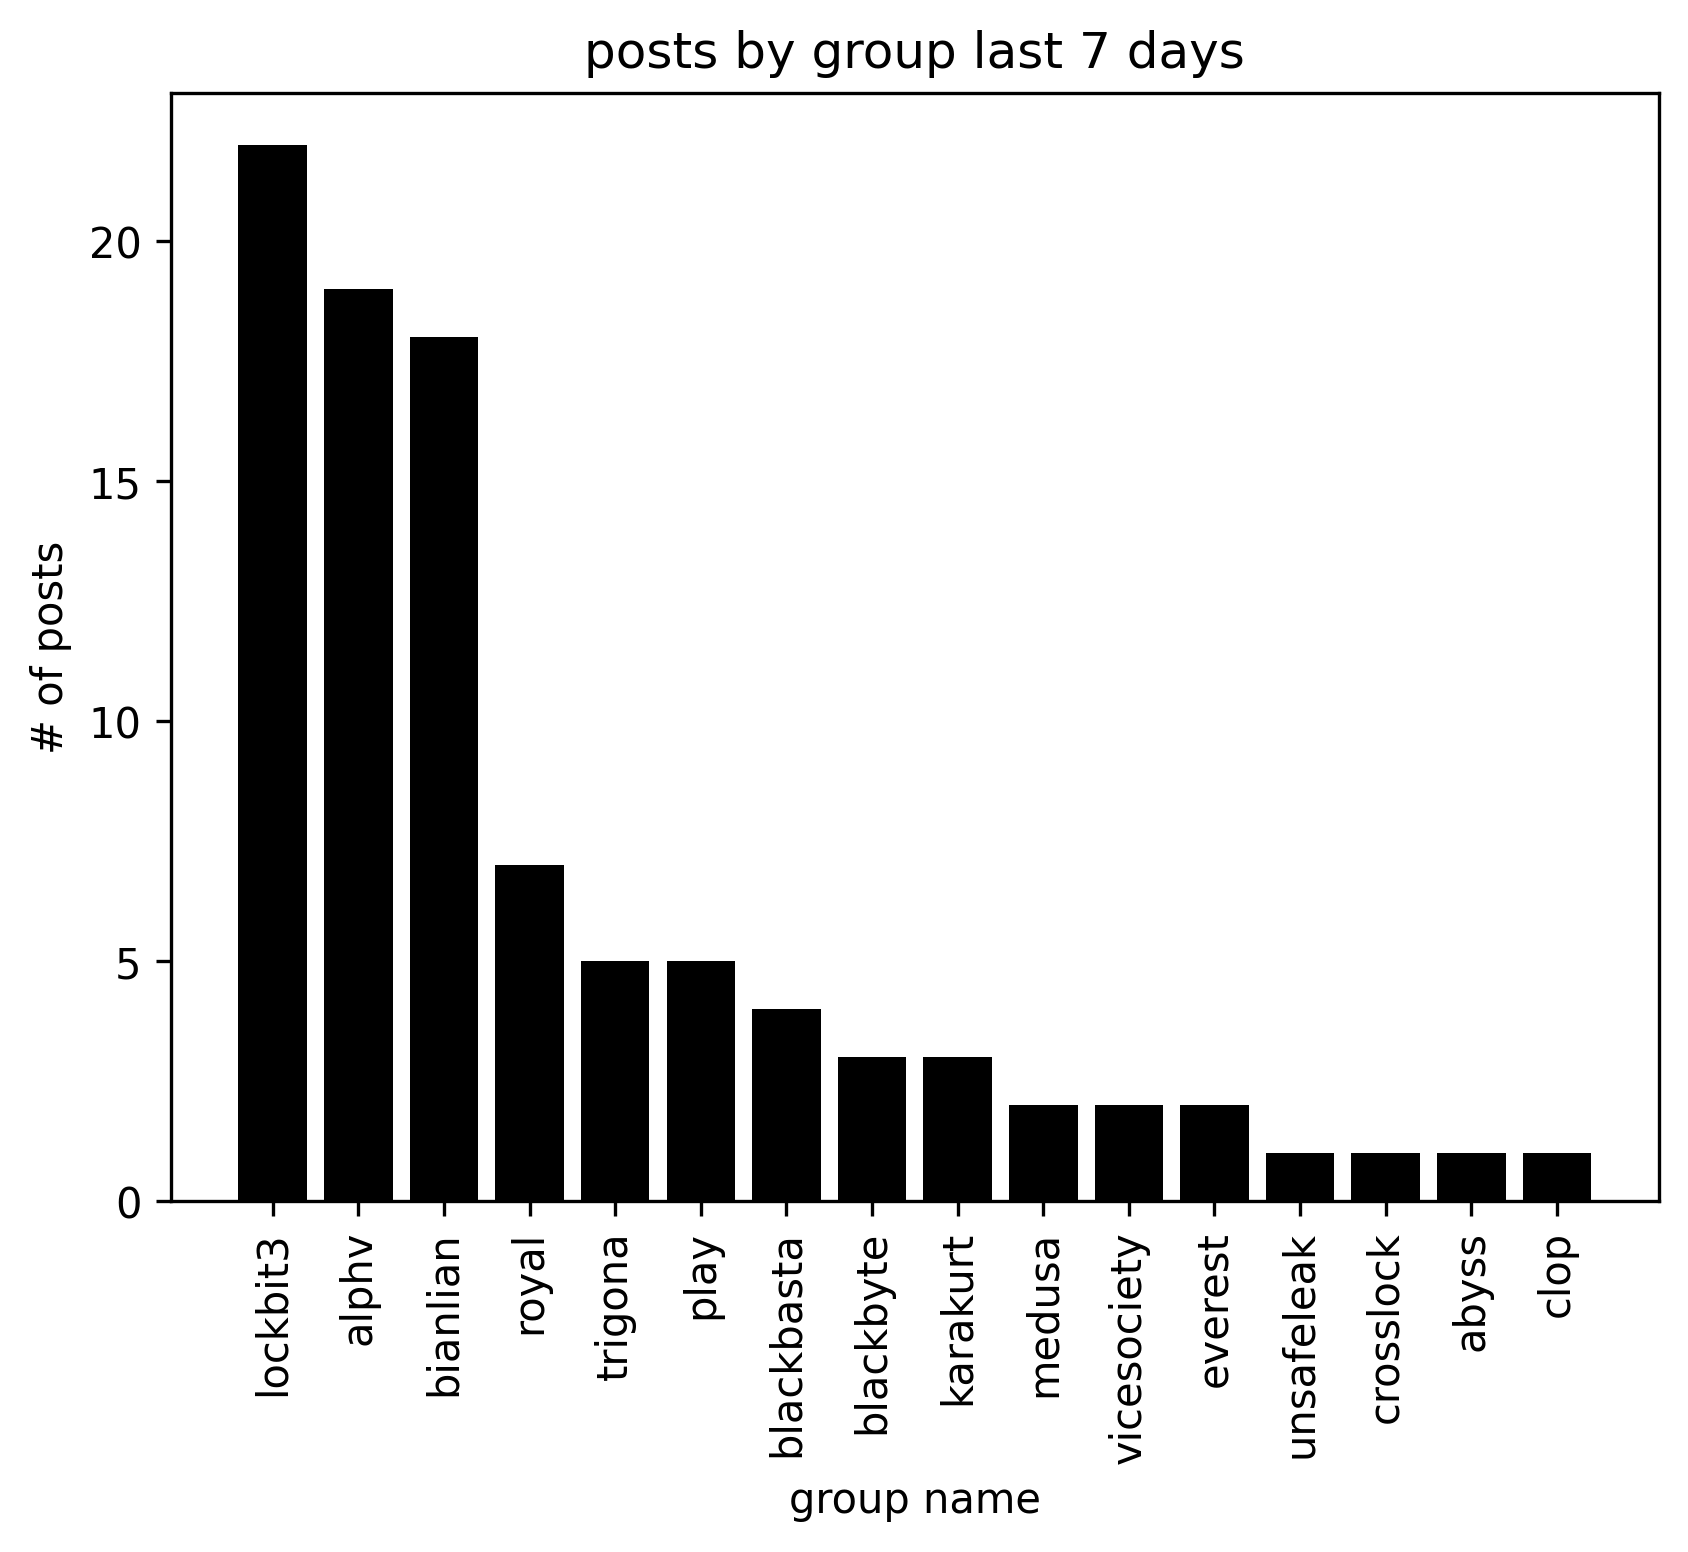 posts by group last 7 days
# of posts
20
15
10
5
0
lockbit3
alphv
bianlian
royal
trigona
play
blackbasta
blackbyte
karakurt
medusa
vicesociety
everest
unsafeleak
crosslock
abyss
clop
group name